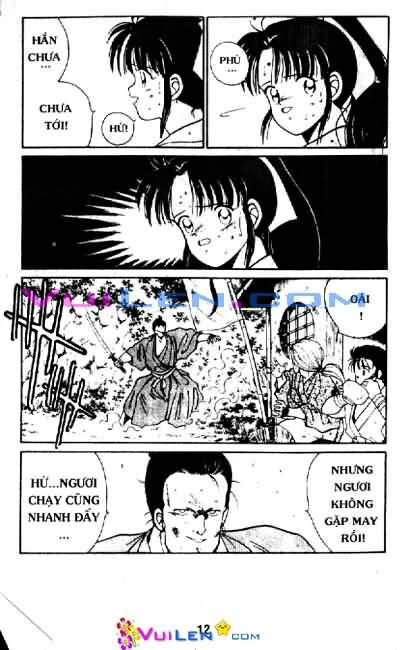 HẮN
CHƯA
...
CHƯA
TỚI!
HỪ!
PHÙ
...
VuiLen.com
OÁI
!
HỪ...NGƯƠI
CHẠY CŨNG
NHANH ĐẤY
...
NHƯNG
NGƯƠI
KHÔNG
GẶP MAY
RỒI!
12
VuiLen.com